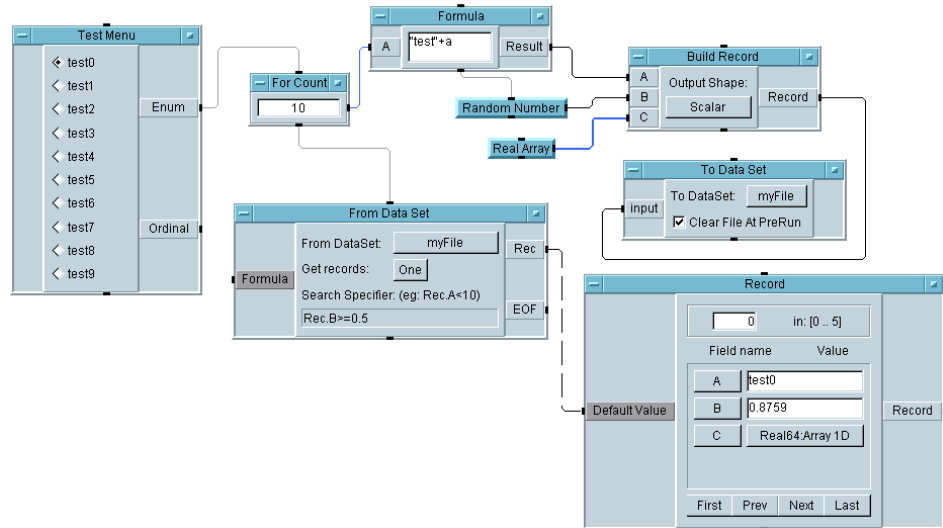 Test Menu
test0
test1
test2
test3
test4
test5
test6
test7
test8
test9
Enum
Ordinal
For Count
10
Formula
A
"test"+a
Result
Random Number
Real Array
Build Record
A
B
C
Output Shape:
Scalar
Record
To Data Set
input
To DataSet:
myFile
Clear File At PreRun
From Data Set
Formula
From DataSet:
myFile
Get records:
One
Search Specifier: (eg: Rec.A<10)
Rec.B>=0.5
Rec
EOF
Record
Default Value
0
in: [0 .. 5]
Field name
Value
A
test0
B
0.8759
C
Real64:Array 1D
First
Prev
Next
Last
Record